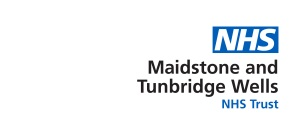 NHS
Maidstone and
Tunbridge Wells
NHS Trust